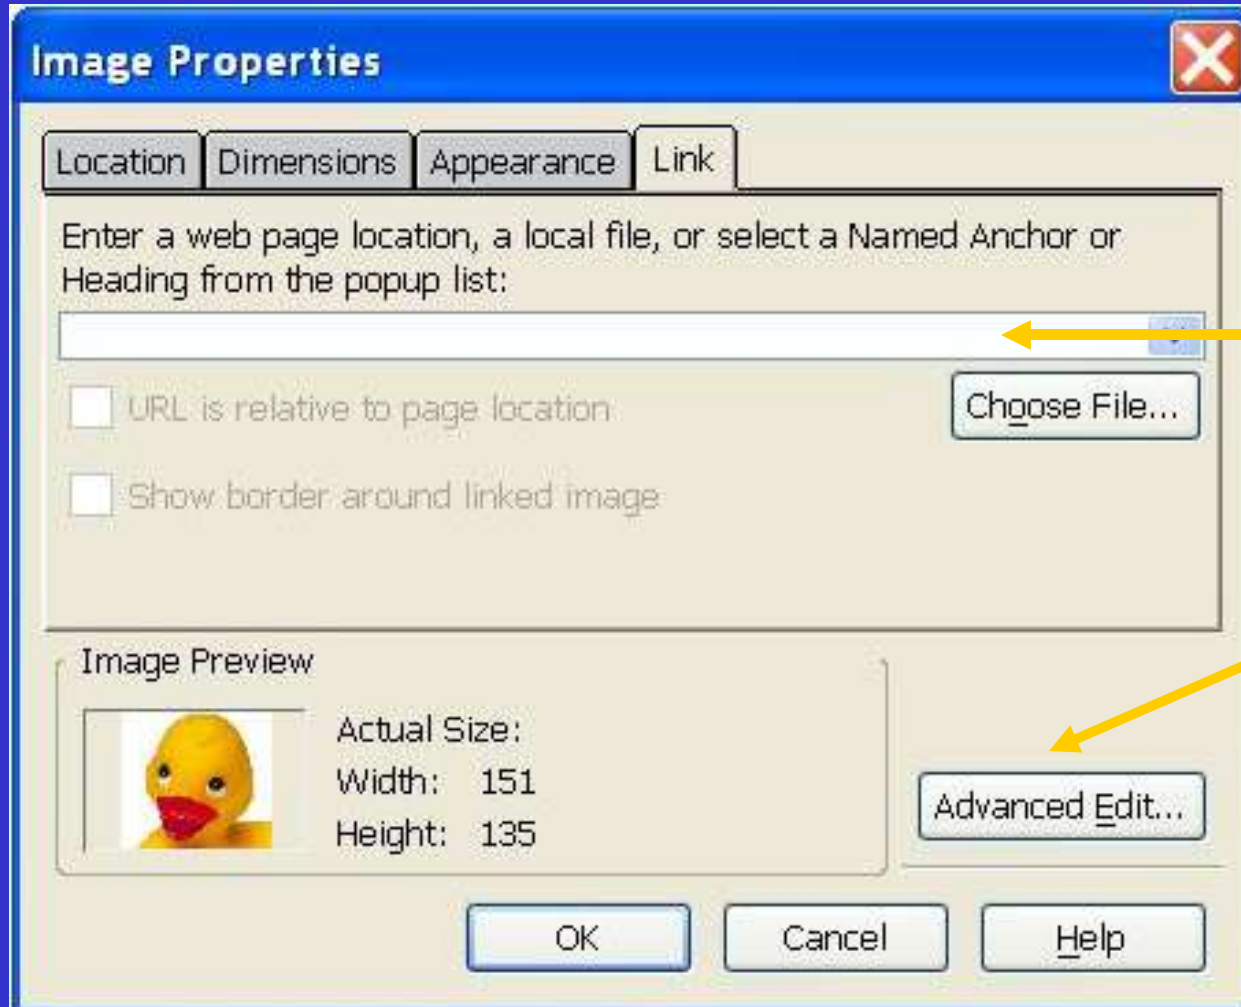 Image Properties
Location Dimensions Appearance Link
Enter a web page location, a local file, or select a Named Anchor or
Heading from the popup list:
URL is relative to page location
Choose File...
Show border around linked image
Image Preview
Actual Size:
Width: 151
Height: 135
Advanced Edit...
OK Cancel Help